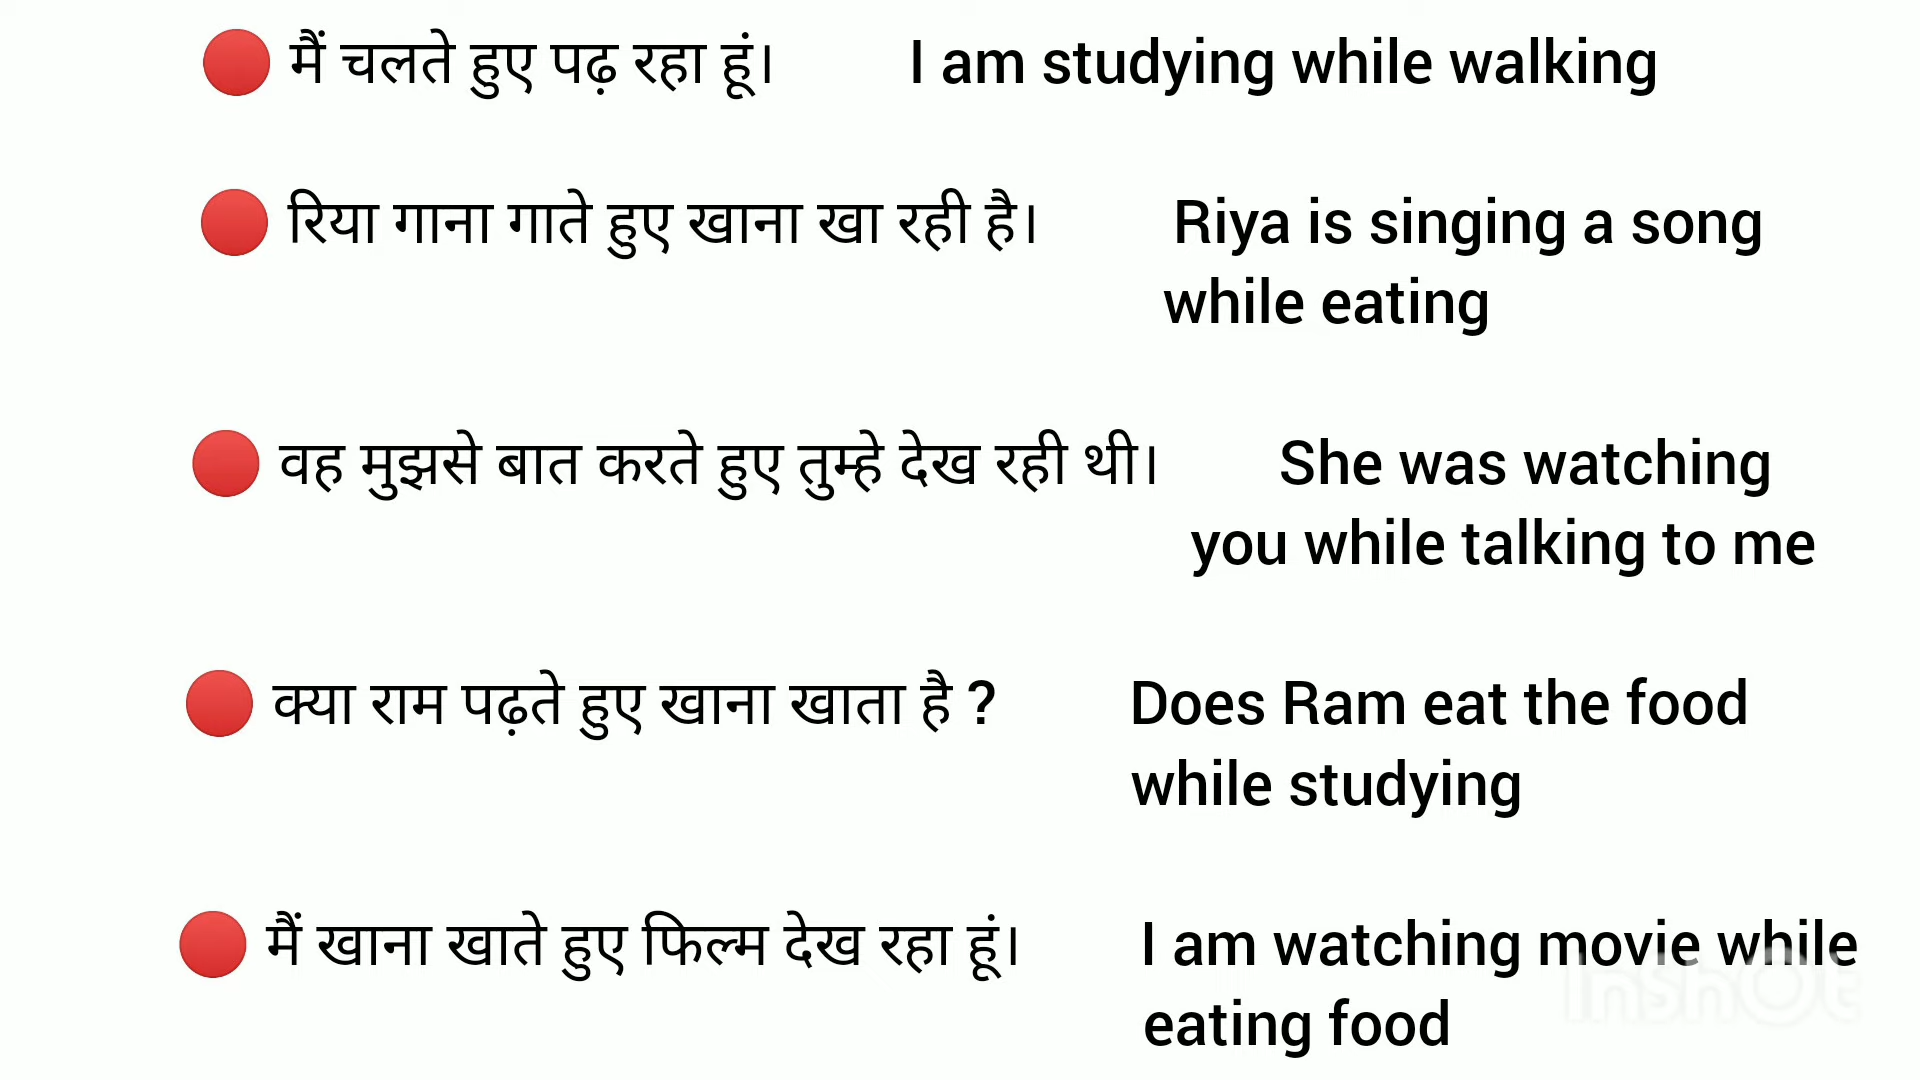 मैं चलते हुए पढ़ रहा हूं। I am studying while walking
रिया गाना गाते हुए खाना खा रही है। Riya is singing a song
while eating
वह मुझसे बात करते हुए तुम्हे देख रही थी। She was watching
you while talking to me
क्या राम पढ़ते हुए खाना खाता है ? Does Ram eat the food
while studying
मैं खाना खाते हुए फिल्म देख रहा हूं। I am watching movie while
eating food
InshOt